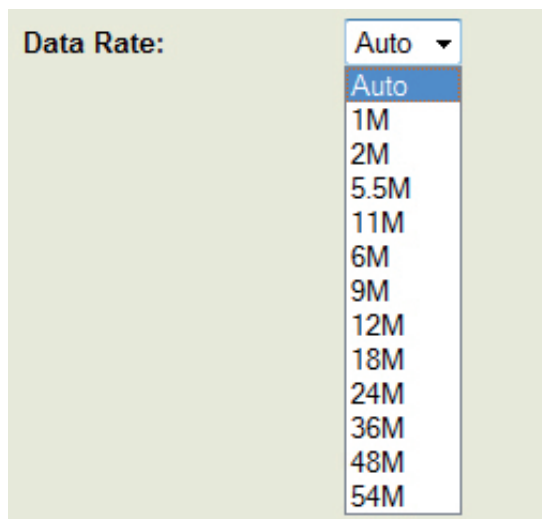 Data Rate: Auto
Auto
1M
2M
5.5M
11M
6M
9M
12M
18M
24M
36M
48M
54M